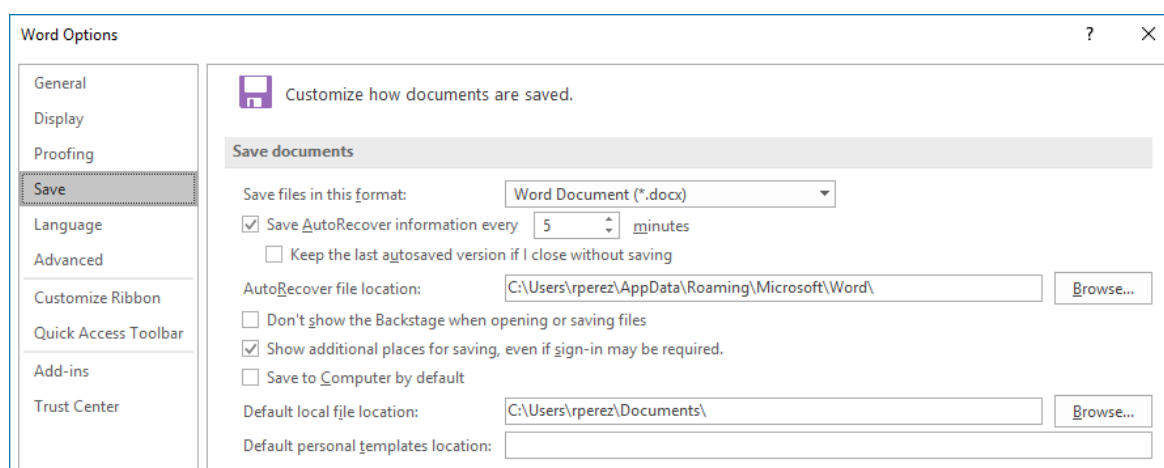 Word Options
?
General
Display
Proofing
Save
Language
Advanced
Customize Ribbon
Quick Access Toolbar
Add-ins
Trust Center
Customize how documents are saved.
Save documents
Save files in this format: Word Document (*.docx)
Save AutoRecover information every 5 minutes
Keep the last autosaved version if I close without saving
AutoRecover file location: C:\Users\rperez\AppData\Roaming\Microsoft\Word\ Browse...
Don't show the Backstage when opening or saving files
Show additional places for saving, even if sign-in may be required.
Save to Computer by default
Default local file location: C:\Users\rperez\Documents\ Browse...
Default personal templates location: